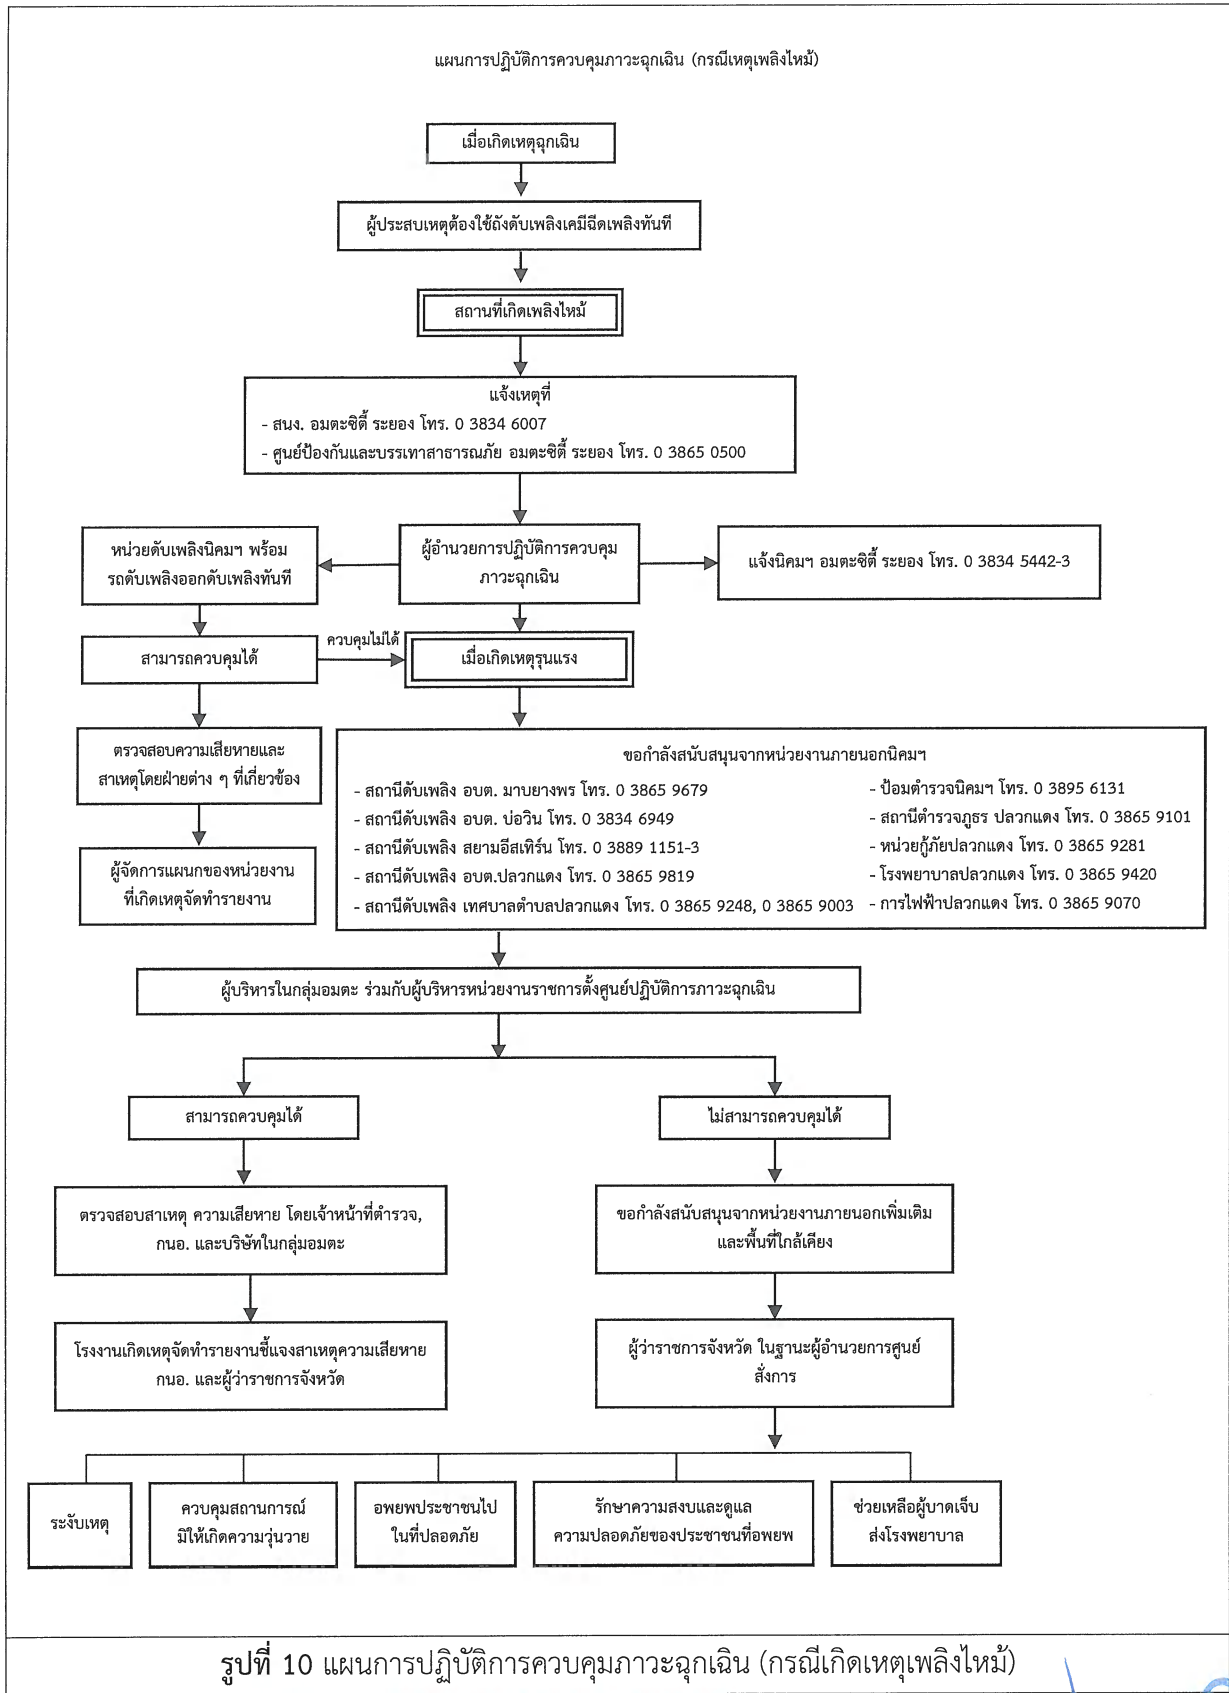 แผนการปฏิบัติการควบคุมภาวะฉุกเฉิน (กรณีเหตุเพลิงไหม้)
เมื่อเกิดเหตุฉุกเฉิน
ผู้ประสบเหตุต้องใช้ถังดับเพลิงเคมีฉีดเพลิงทันที
สถานที่เกิดเพลิงไหม้
แจ้งเหตุที่
- สนง. อมตะซิตี้ ระยอง โทร. 0 3834 6007
- ศูนย์ป้องกันและบรรเทาสาธารณภัย อมตะซิตี้ ระยอง โทร. 0 3865 0500
หน่วยดับเพลิงนิคมฯ พร้อม
รถดับเพลิงออกดับเพลิงทันที
ผู้อำนวยการปฏิบัติการควบคุม
ภาวะฉุกเฉิน
แจ้งนิคมฯ อมตะซิตี้ ระยอง โทร. 0 3834 5442-3
สามารถควบคุมได้
ควบคุมไม่ได้
เมื่อเกิดเหตุรุนแรง
ตรวจสอบความเสียหายและ
สาเหตุโดยฝ่ายต่าง ๆ ที่เกี่ยวข้อง
ผู้จัดการแผนกของหน่วยงาน
ที่เกิดเหตุจัดทำรายงาน
ขอกำลังสนับสนุนจากหน่วยงานภายนอกนิคมฯ
- สถานีดับเพลิง อบต. มาบยางพร โทร. 0 3865 9679
- สถานีดับเพลิง อบต. บ่อวิน โทร. 0 3834 6949
- สถานีดับเพลิง สยามอีสเทิร์น โทร. 0 3889 1151-3
- สถานีดับเพลิง อบต.ปลวกแดง โทร. 0 3865 9819
- สถานีดับเพลิง เทศบาลตำบลปลวกแดง โทร. 0 3865 9248, 0 3865 9003
- ป้อมตำรวจนิคมฯ โทร. 0 3895 6131
- สถานีตำรวจภูธร ปลวกแดง โทร. 0 3865 9101
- หน่วยกู้ภัยปลวกแดง โทร. 0 3865 9281
- โรงพยาบาลปลวกแดง โทร. 0 3865 9420
- การไฟฟ้าปลวกแดง โทร. 0 3865 9070
ผู้บริหารในกลุ่มอมตะ ร่วมกับผู้บริหารหน่วยงานราชการตั้งศูนย์ปฏิบัติการภาวะฉุกเฉิน
สามารถควบคุมได้
ไม่สามารถควบคุมได้
ตรวจสอบสาเหตุ ความเสียหาย โดยเจ้าหน้าที่ตำรวจ,
กนอ. และบริษัทในกลุ่มอมตะ
ขอกำลังสนับสนุนจากหน่วยงานภายนอกเพิ่มเติม
และพื้นที่ใกล้เคียง
โรงงานเกิดเหตุจัดทำรายงานชี้แจงสาเหตุความเสียหาย
กนอ. และผู้ว่าราชการจังหวัด
ผู้ว่าราชการจังหวัด ในฐานะผู้อำนวยการศูนย์
สั่งการ
ระงับเหตุ
ควบคุมสถานการณ์
มิให้เกิดความวุ่นวาย
อพยพประชาชนไป
ในที่ปลอดภัย
รักษาความสงบและดูแล
ความปลอดภัยของประชาชนที่อพยพ
ช่วยเหลือผู้บาดเจ็บ
ส่งโรงพยาบาล
รูปที่ 10 แผนการปฏิบัติการควบคุมภาวะฉุกเฉิน (กรณีเกิดเหตุเพลิงไหม้)